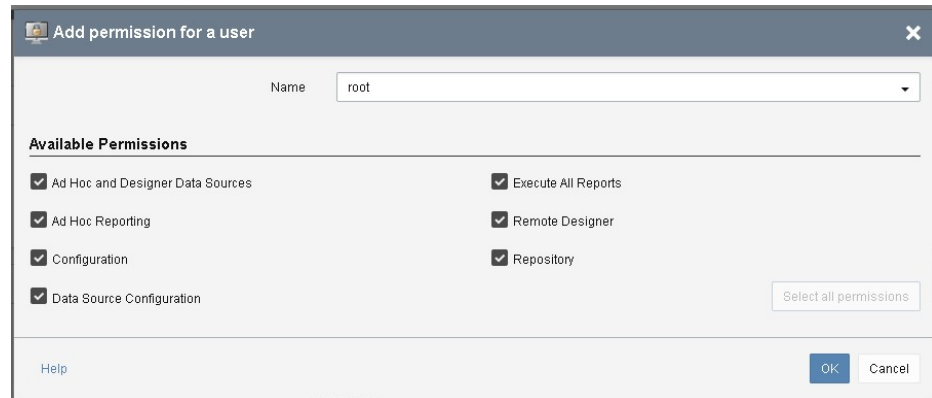 Add permission for a user
Name root
Available Permissions
Ad Hoc and Designer Data Sources Execute All Reports
Ad Hoc Reporting Remote Designer
Configuration Repository
Data Source Configuration Select all permissions
Help OK Cancel